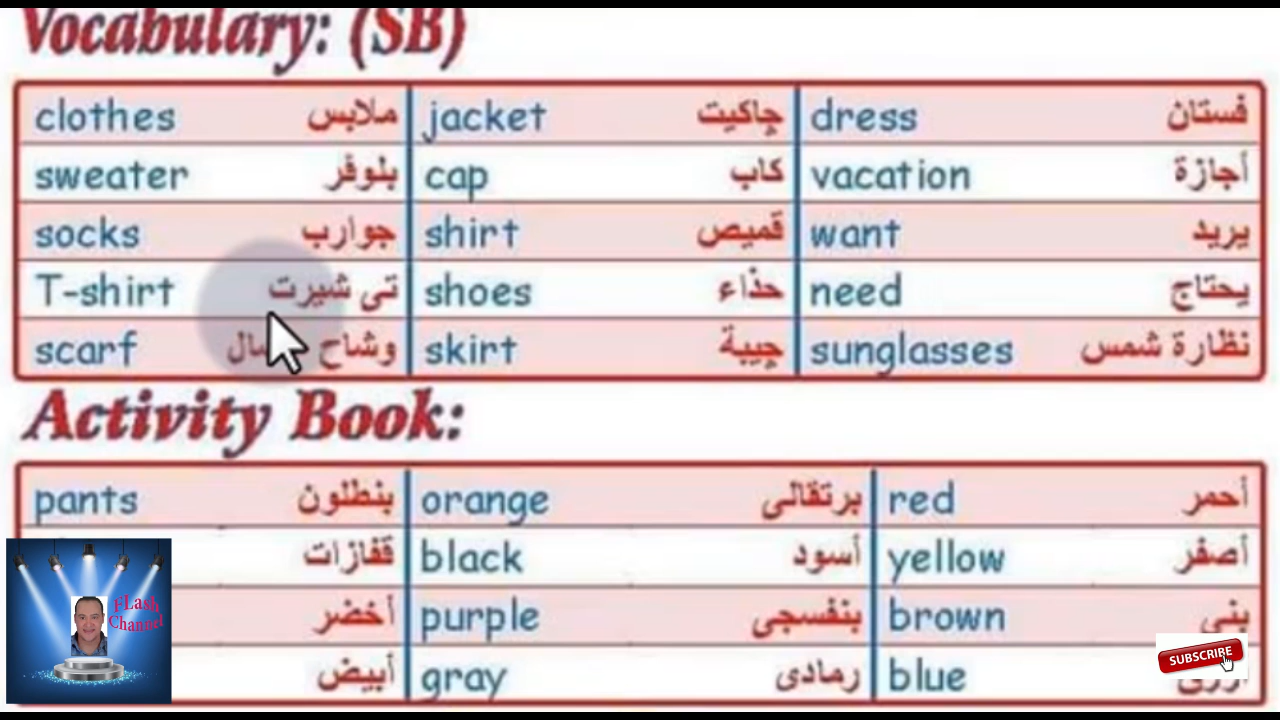 Vocabulary: (SB)
clothes ملابس jacket جاكيت dress فستان
sweater بلوفر cap كاب vacation أجازة
socks جوارب shirt قميص want يريد
T-shirt تى شيرت shoes حذاء need يحتاج
scarf وشاح skirt جيبة sunglasses نظارة شمس
Activity Book:
pants بنطلون orange برتقالى red أحمر
قفازات black أسود yellow أصفر
أخضر purple بنفسجى brown بنى
أبيض gray رمادى blue
FLash
Channel
SUBSCRIBE